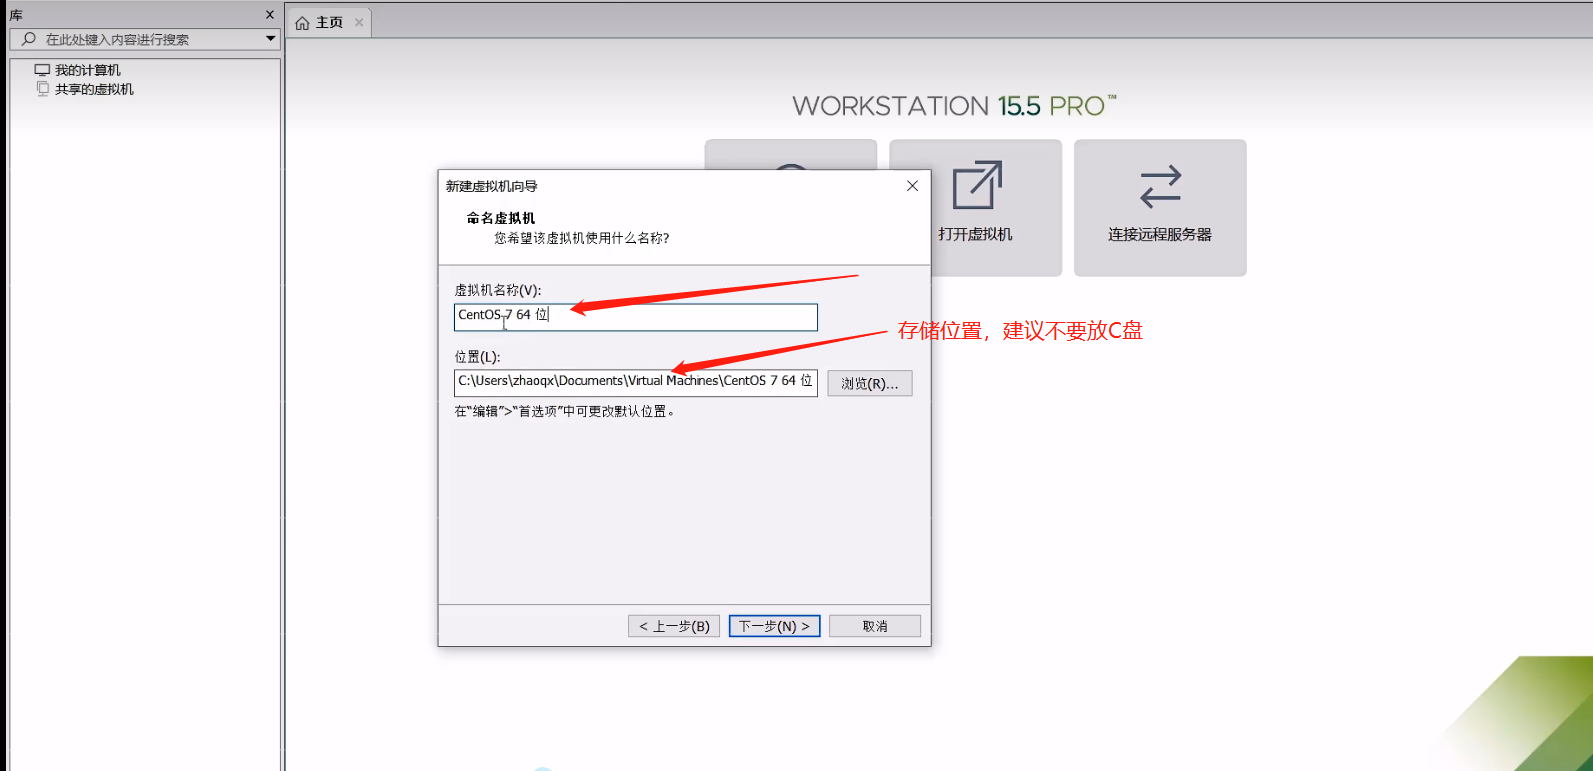 库
在此处键入内容进行搜索
我的计算机
共享的虚拟机
主页
WORKSTATION 15.5 PRO™
打开虚拟机
连接远程服务器
新建虚拟机向导
命名虚拟机
您希望该虚拟机使用什么名称?
虚拟机名称(V):
CentOS 7 64 位
存储位置，建议不要放C盘
位置(L):
C:\Users\zhaoqx\Documents\Virtual Machines\CentOS 7 64 位
浏览(R)...
在“编辑”>“首选项”中可更改默认位置。
< 上一步(B)
下一步(N) >
取消